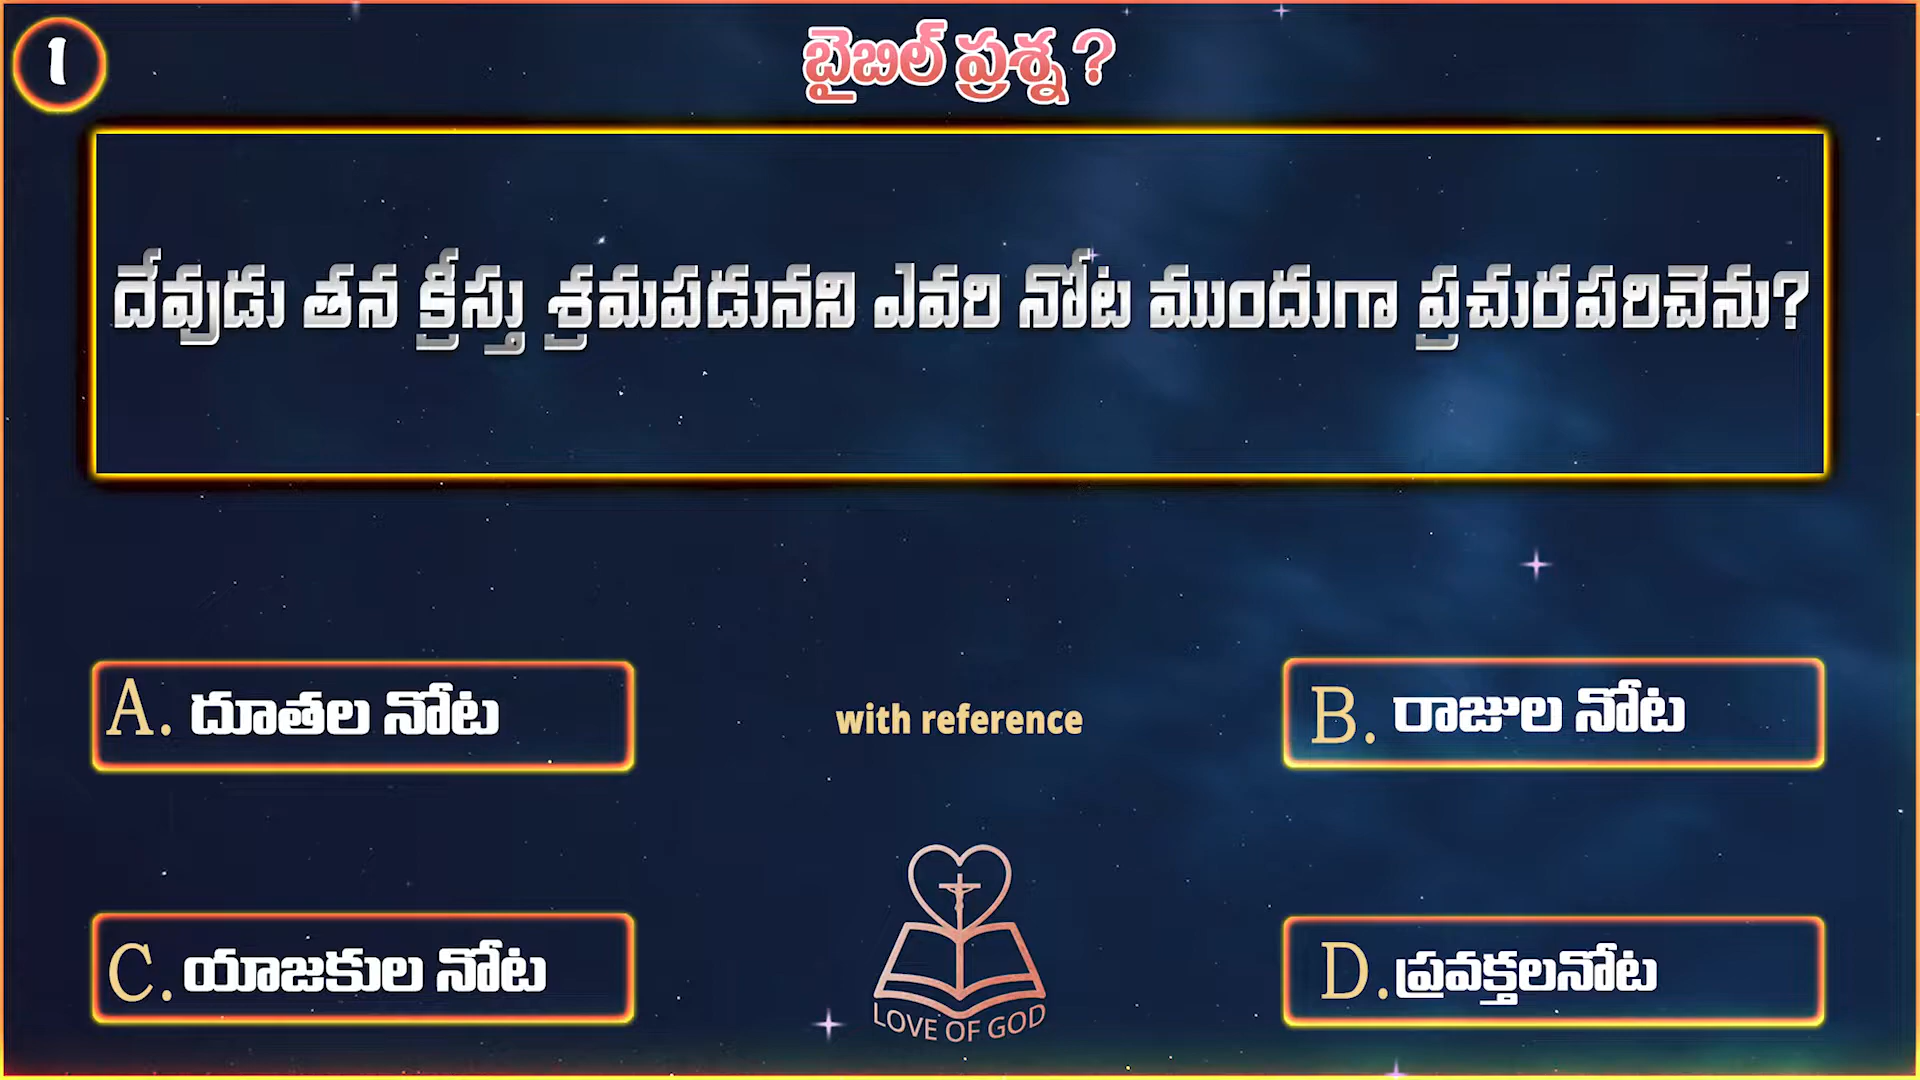 1
బైబిల్ ప్రశ్న ?
దేవుడు తన క్రీస్తు శ్రమపడునని ఎవరి నోట ముందుగా ప్రచురపరిచెను?
A. దూతల నోట
with reference
B. రాజుల నోట
C. యాజకుల నోట
D. ప్రవక్తలనోట
LOVE OF GOD